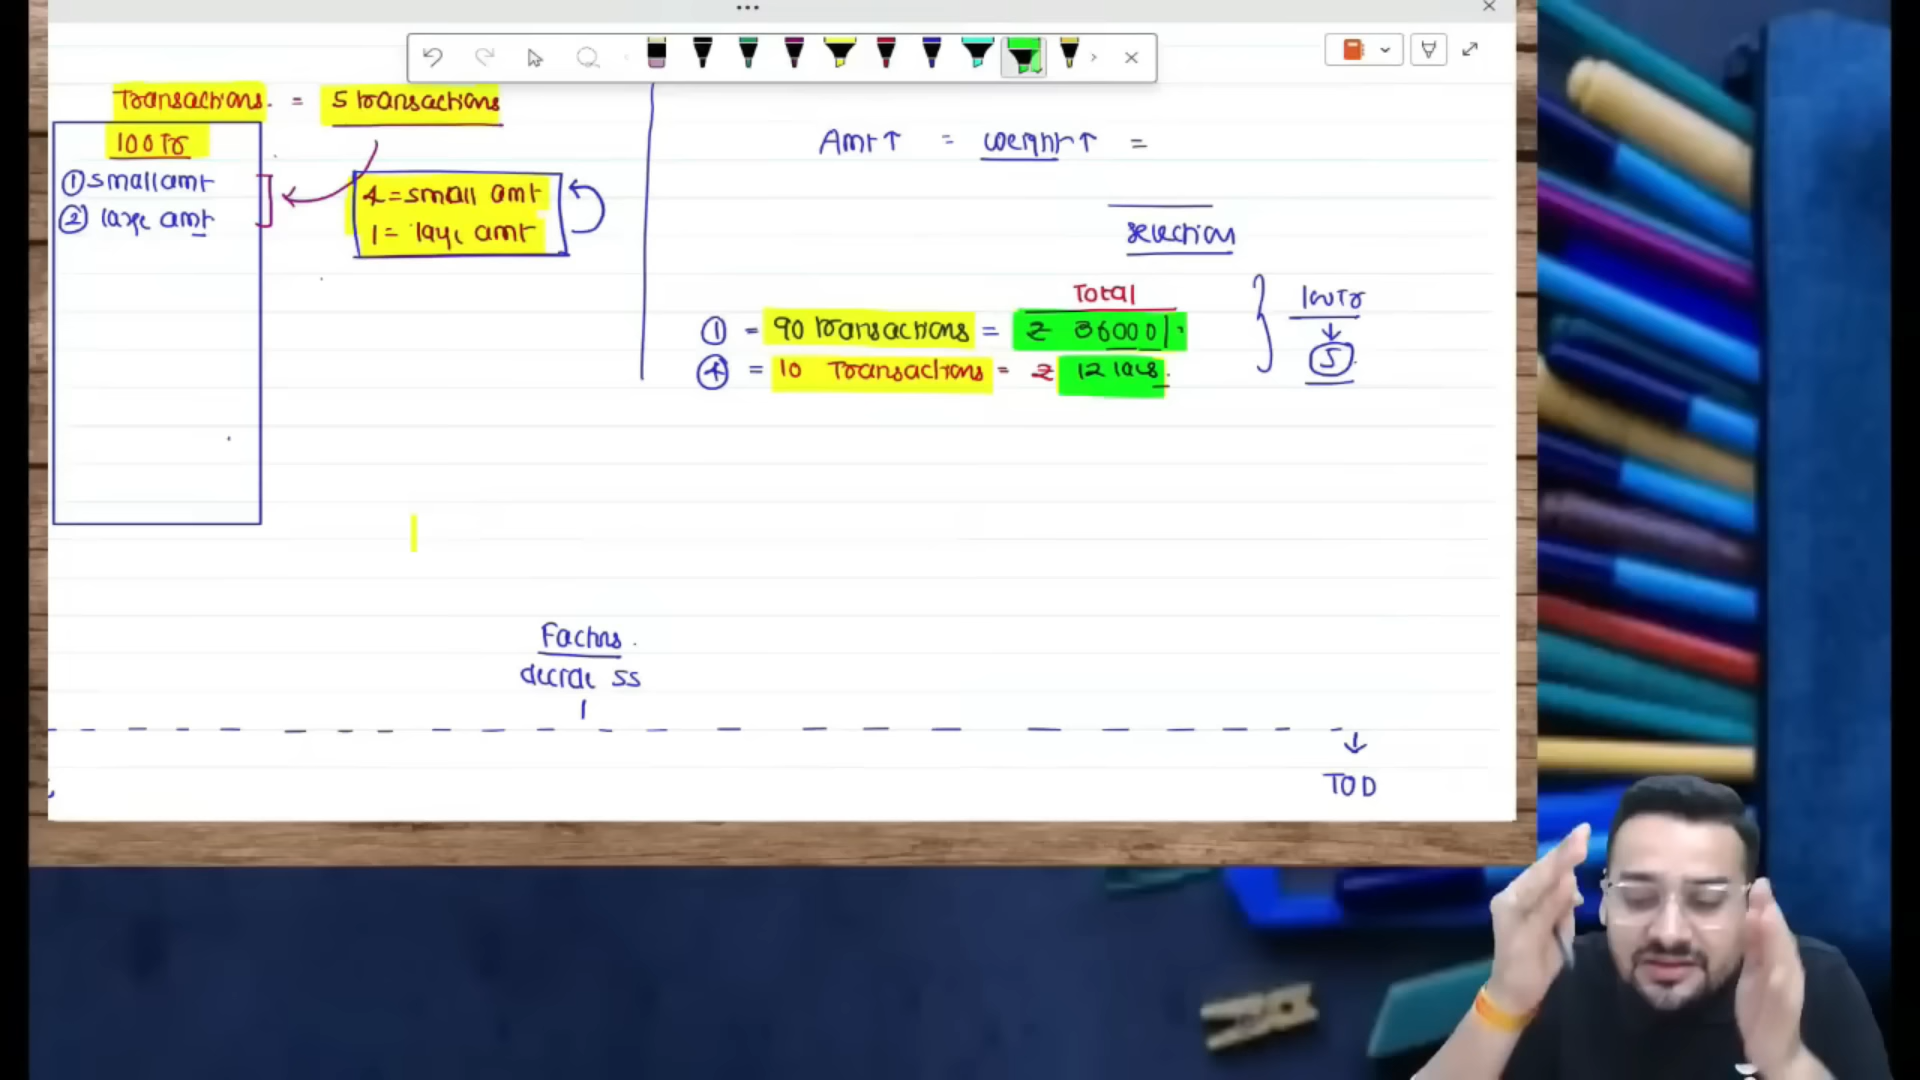 Transactions. = 5 transactions
100 Tr
① small amt
② large amt
4 = small amt
1 = large amt
Amt ↑ = weight ↑ =
selection
Total
① = 90 transactions = ₹ 36000/-
④ = 10 Transactions = ₹ 12 lacs.
100 Tr
↓
5
Factors.
decide SS
↓
TOD